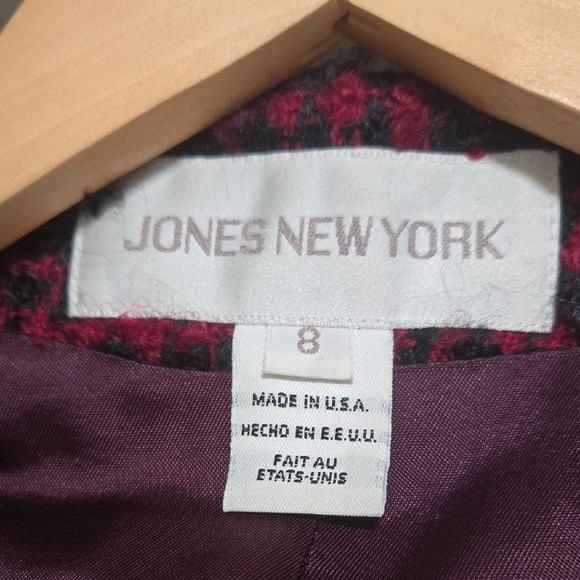 JONES NEW YORK
8
MADE IN U.S.A.
HECHO EN E.E.U.U.
FAIT AU
ETATS-UNIS